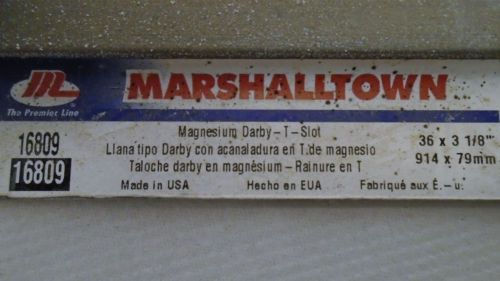 ML
MARSHALLTOWN
The Premier Line
Magnesium Darby – T – Slot
16809
36 x 3 1/8"
Llana tipo Darby con acanaladura en T. de magnesio
16809
914 x 79mm
Taloche darby en magnésium – Rainure en T
Made in USA Hecho en EUA Fabriqué aux É. – u.